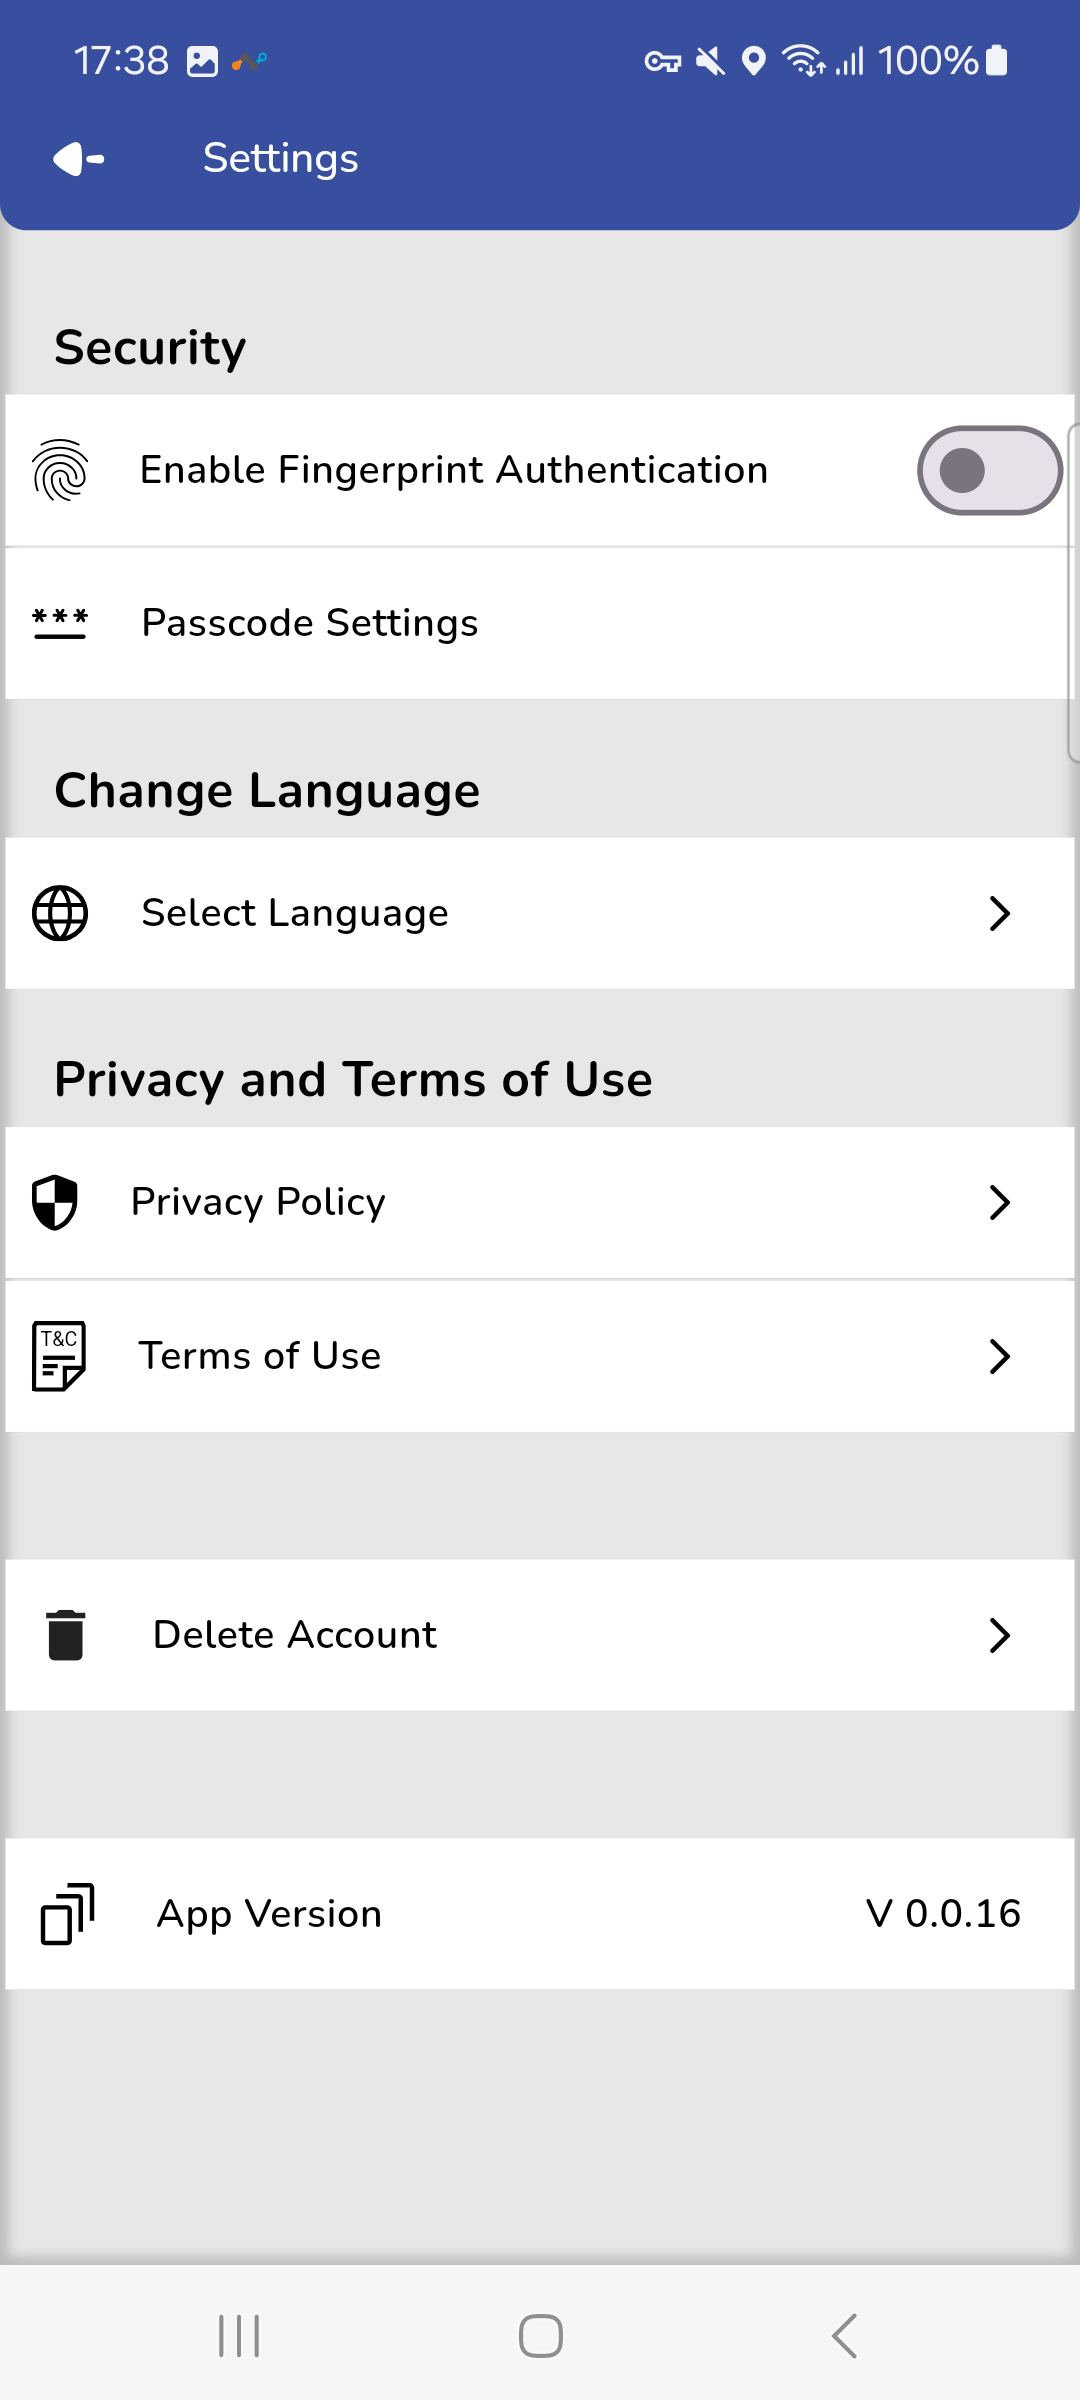 17:38
100%
Settings
Security
Enable Fingerprint Authentication
*** Passcode Settings
Change Language
Select Language
Privacy and Terms of Use
Privacy Policy
T&C
Terms of Use
Delete Account
App Version
V 0.0.16